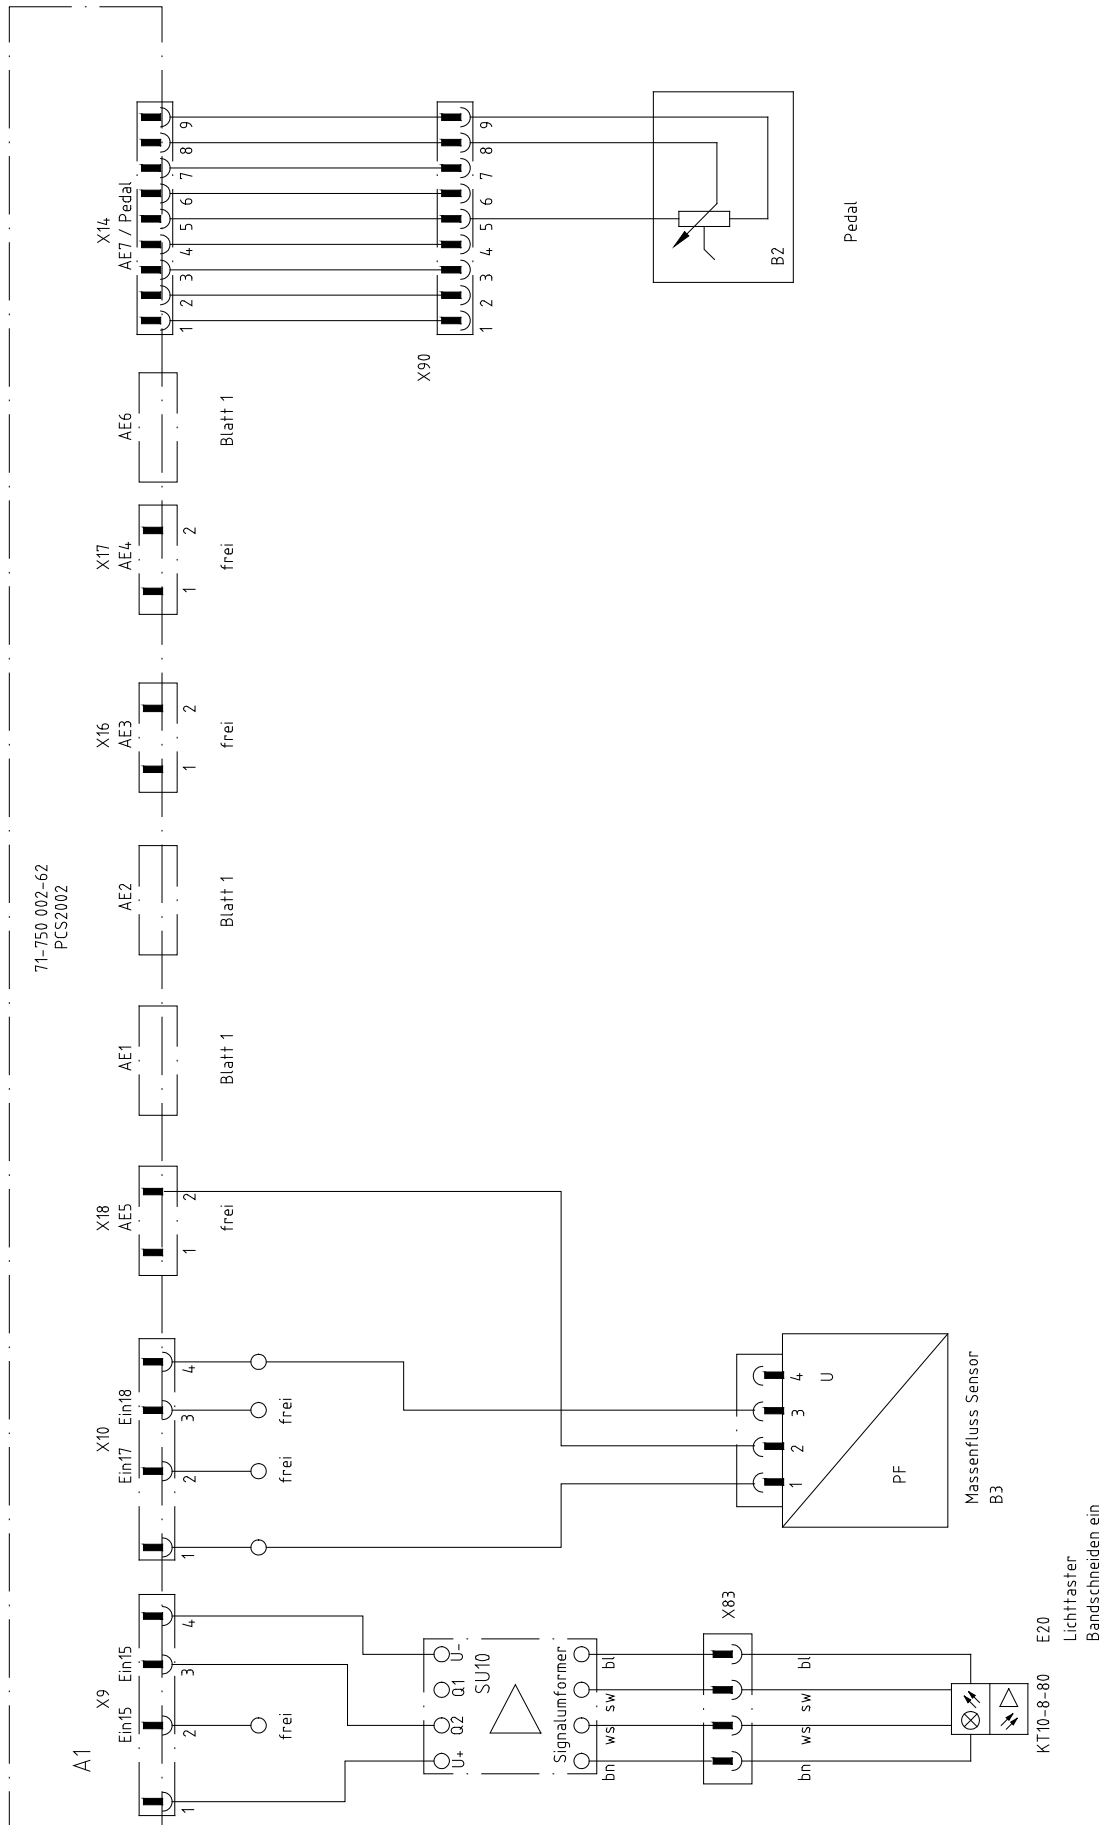 A1
71-750 002-62
PCS2002
X9
Ein15
Ein15
1
2
3
4
frei
X10
Ein17
Ein18
1
2
3
4
frei
frei
X18
AE5
1
2
frei
AE1
Blatt 1
AE2
Blatt 1
X16
AE3
1
2
frei
X17
AE4
1
2
frei
AE6
Blatt 1
X14
AE7 / Pedal
1
2
3
4
5
6
7
8
9
X90
1
2
3
4
5
6
7
8
9
B2
Pedal
U+
Q2
Q1
U-
SU10
Signalumformer
bn
ws
sw
bl
X83
bn
ws
sw
bl
KT10-8-80
E20
Lichttaster
Bandschneiden ein
1
2
3
4
U
PF
Massenfluss Sensor
B3